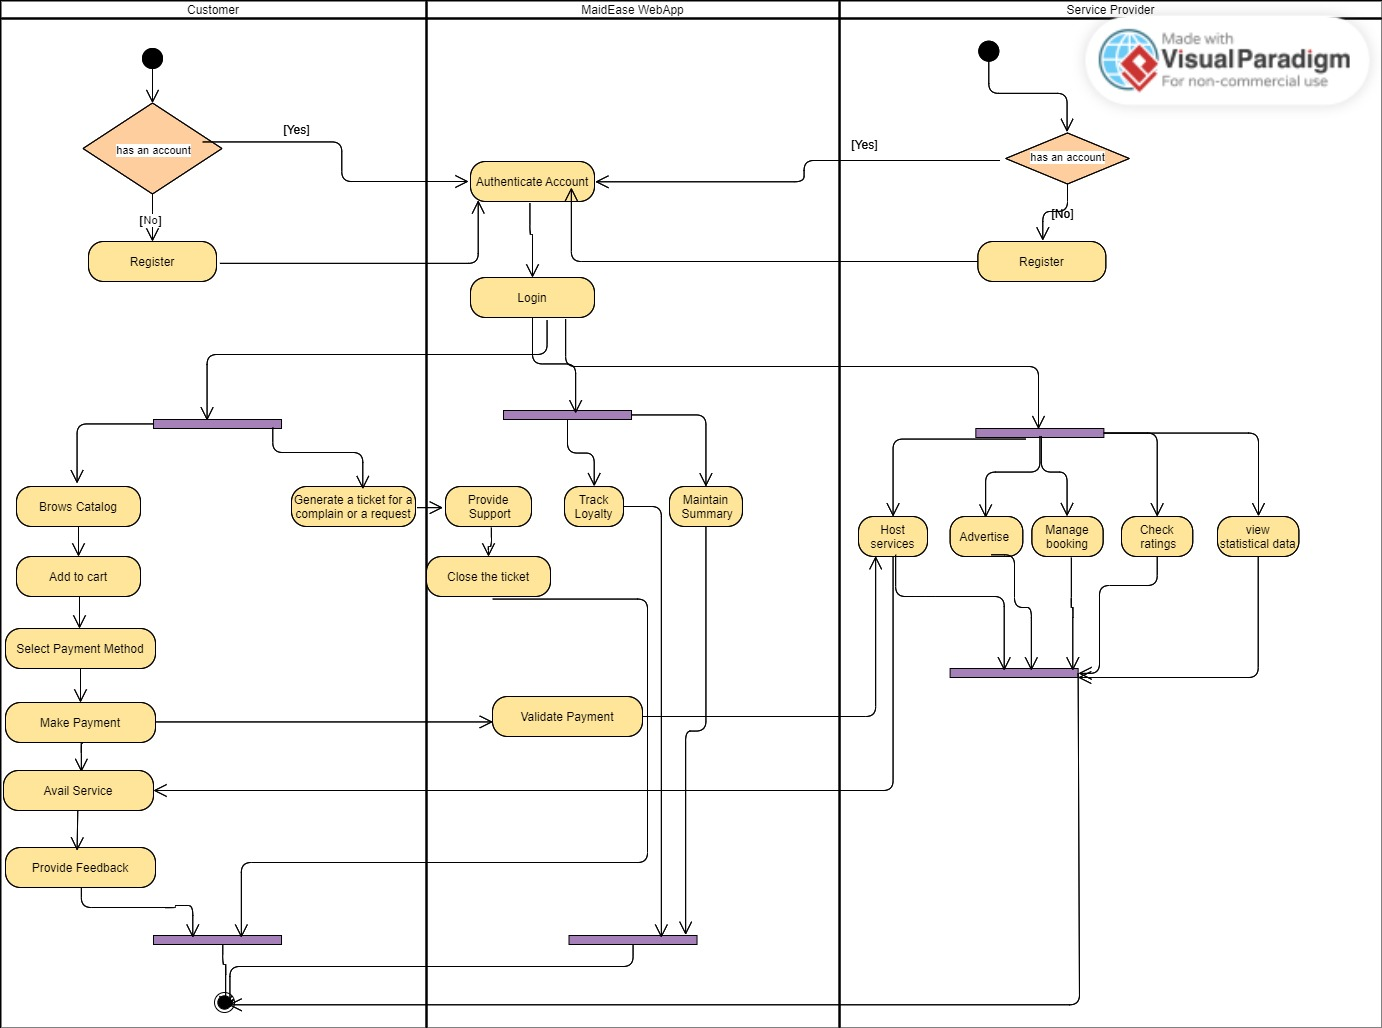 Customer
MaidEase WebApp
Service Provider
Made with
Visual Paradigm
For non-commercial use
[Yes]
has an account
[Yes]
has an account
Authenticate Account
[No]
[No]
Register
Register
Login
Brows Catalog
Generate a ticket for a
complain or a request
Provide
Support
Track
Loyalty
Maintain
Summary
Host
services
Advertise
Manage
booking
Check
ratings
view
statistical data
Add to cart
Close the ticket
Select Payment Method
Make Payment
Validate Payment
Avail Service
Provide Feedback